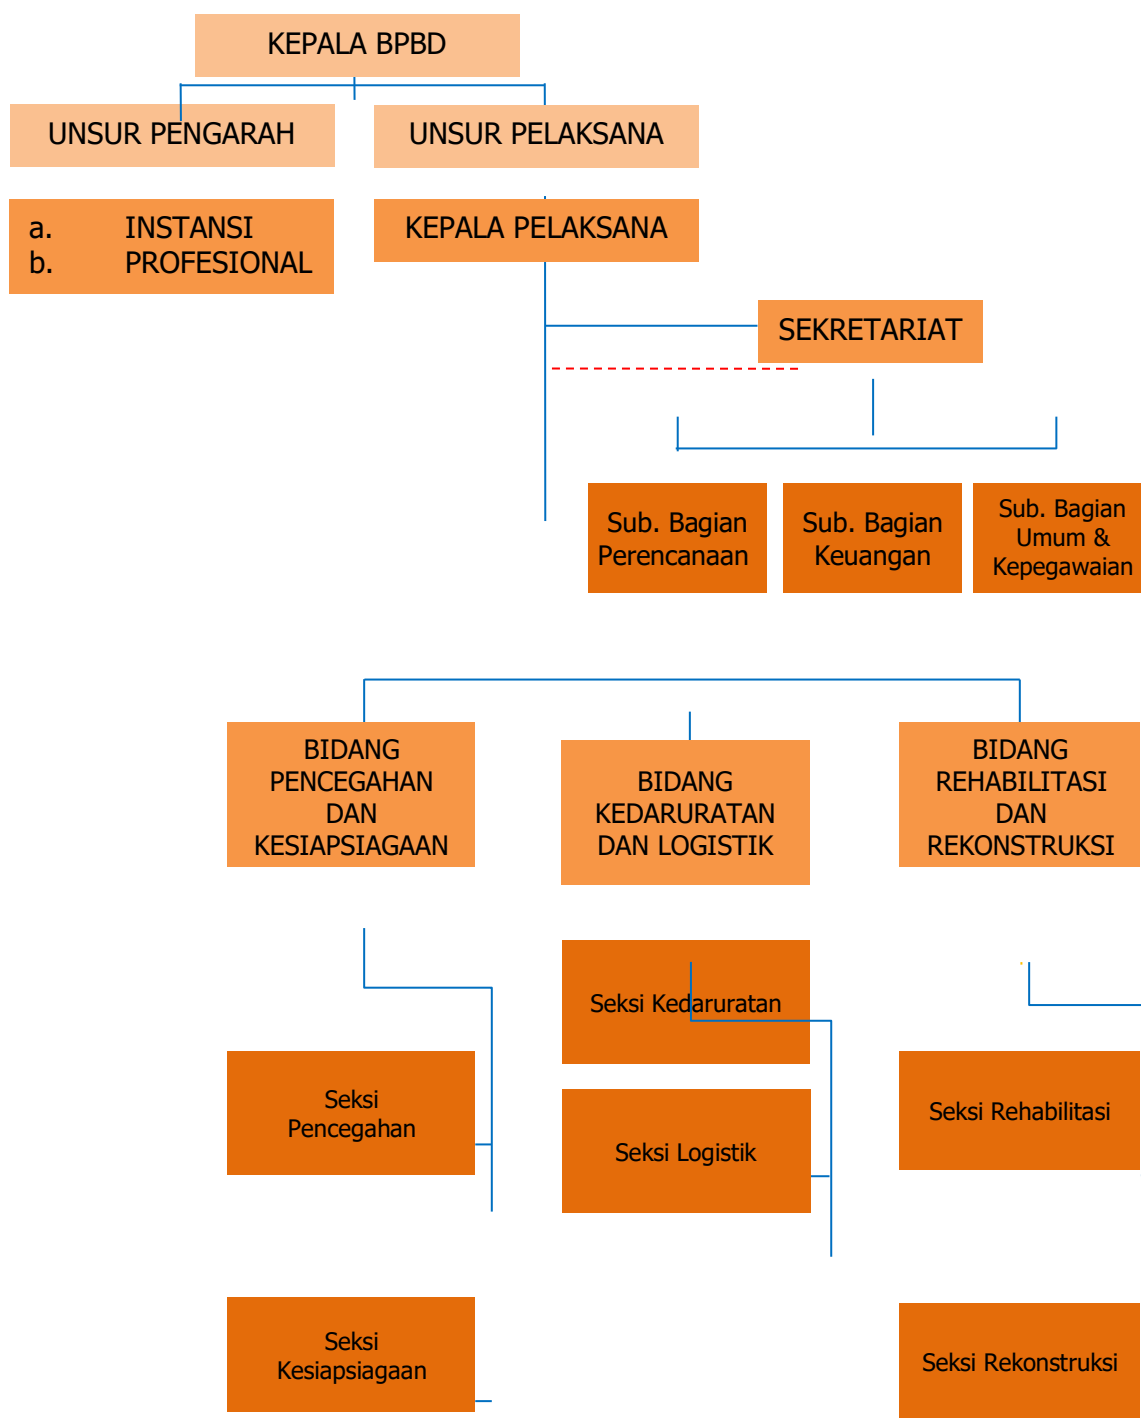 KEPALA BPBD
UNSUR PENGARAH
UNSUR PELAKSANA
a. INSTANSI
b. PROFESIONAL
KEPALA PELAKSANA
SEKRETARIAT
Sub. Bagian
Perencanaan
Sub. Bagian
Keuangan
Sub. Bagian
Umum &
Kepegawaian
BIDANG
PENCEGAHAN
DAN
KESIAPSIAGAAN
BIDANG
KEDARURATAN
DAN LOGISTIK
BIDANG
REHABILITASI
DAN
REKONSTRUKSI
Seksi
Pencegahan
Seksi Kedaruratan
Seksi Logistik
Seksi Rehabilitasi
Seksi
Kesiapsiagaan
Seksi Rekonstruksi